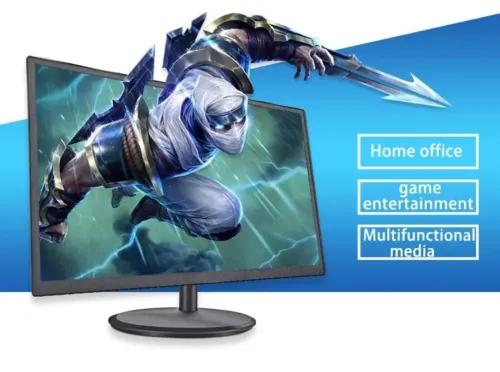 Home office
game
entertainment
Multifunctional
media